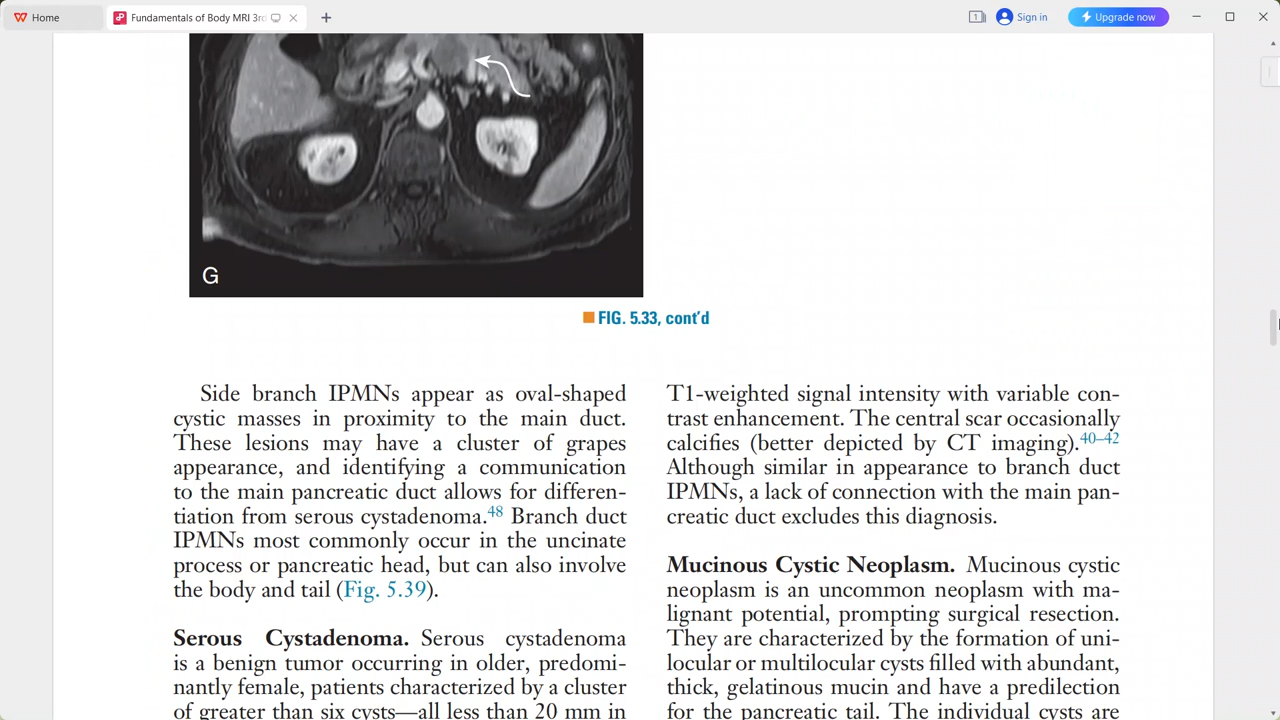 Home
Fundamentals of Body MRI 3rd
Sign in
Upgrade now
G
FIG. 5.33, cont'd
Side branch IPMNs appear as oval-shaped
cystic masses in proximity to the main duct.
These lesions may have a cluster of grapes
appearance, and identifying a communication
to the main pancreatic duct allows for differen-
tiation from serous cystadenoma.48 Branch duct
IPMNs most commonly occur in the uncinate
process or pancreatic head, but can also involve
the body and tail (Fig. 5.39).
Serous Cystadenoma. Serous cystadenoma
is a benign tumor occurring in older, predomi-
nantly female, patients characterized by a cluster
of greater than six cysts—all less than 20 mm in
T1-weighted signal intensity with variable con-
trast enhancement. The central scar occasionally
calcifies (better depicted by CT imaging).40–42
Although similar in appearance to branch duct
IPMNs, a lack of connection with the main pan-
creatic duct excludes this diagnosis.
Mucinous Cystic Neoplasm. Mucinous cystic
neoplasm is an uncommon neoplasm with ma-
lignant potential, prompting surgical resection.
They are characterized by the formation of uni-
locular or multilocular cysts filled with abundant,
thick, gelatinous mucin and have a predilection
for the pancreatic tail. The individual cysts are